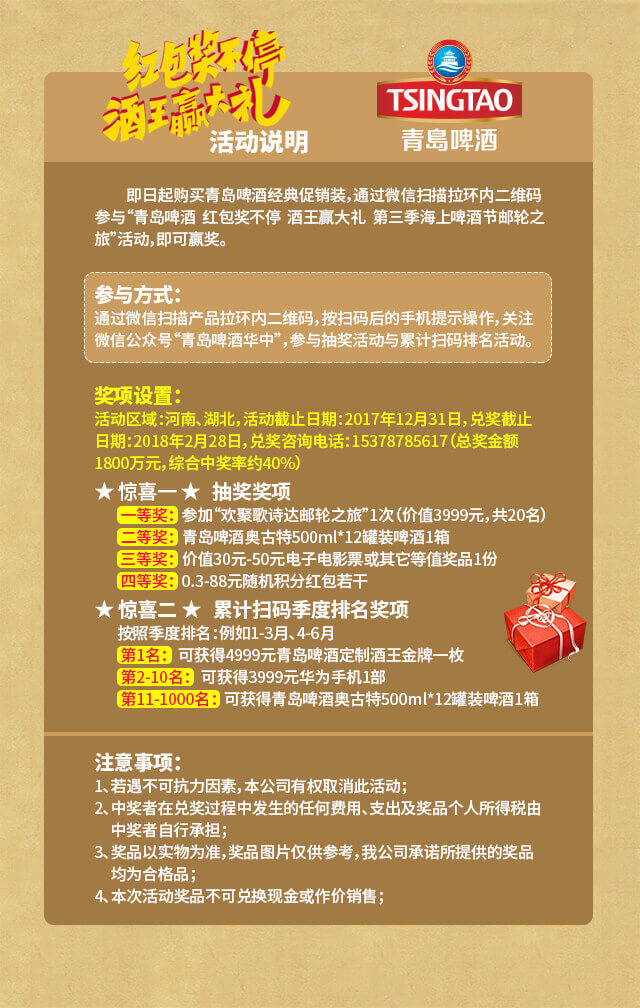 红包奖不停
酒王赢大礼
活动说明
TSINGTAO
青島啤酒
即日起购买青岛啤酒经典促销装,通过微信扫描拉环内二维码
参与“青岛啤酒 红包奖不停 酒王赢大礼 第三季海上啤酒节邮轮之
旅”活动,即可赢奖。
参与方式:
通过微信扫描产品拉环内二维码,按扫码后的手机提示操作,关注
微信公众号“青岛啤酒华中”,参与抽奖活动与累计扫码排名活动。
奖项设置:
活动区域:河南、湖北,活动截止日期:2017年12月31日,兑奖截止
日期:2018年2月28日,兑奖咨询电话:15378785617(总奖金额
1800万元,综合中奖率约40%)
★ 惊喜一 ★ 抽奖奖项
一等奖: 参加“欢聚歌诗达邮轮之旅”1次(价值3999元,共20名)
二等奖: 青岛啤酒奥古特500ml*12罐装啤酒1箱
三等奖: 价值30元-50元电子电影票或其它等值奖品1份
四等奖: 0.3-88元随机积分红包若干
★ 惊喜二 ★ 累计扫码季度排名奖项
按照季度排名:例如1-3月、4-6月
第1名: 可获得4999元青岛啤酒定制酒王金牌一枚
第2-10名: 可获得3999元华为手机1部
第11-1000名: 可获得青岛啤酒奥古特500ml*12罐装啤酒1箱
注意事项:
1、若遇不可抗力因素,本公司有权取消此活动;
2、中奖者在兑奖过程中发生的任何费用、支出及奖品个人所得税由
中奖者自行承担;
3、奖品以实物为准,奖品图片仅供参考,我公司承诺所提供的奖品
均为合格品;
4、本次活动奖品不可兑换现金或作价销售;